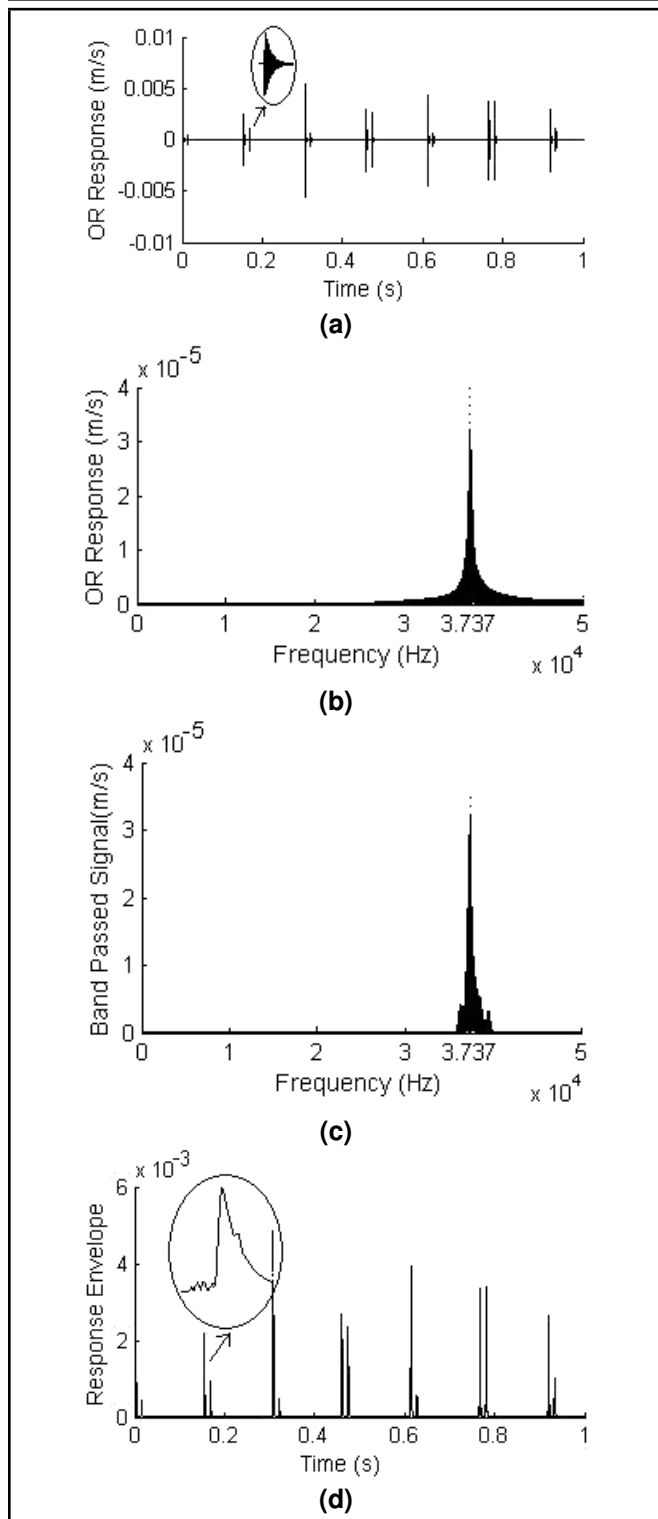 OR Response (m/s)
0.01
0.005
0
-0.005
-0.01
0 0.2 0.4 0.6 0.8 1
Time (s)
(a)
x 10-5
OR Response (m/s)
4
3
2
1
0
0 1 2 3 3.737 5
Frequency (Hz)
x 104
(b)
x 10-5
Band Passed Signal(m/s)
4
3
2
1
0
0 1 2 3 3.737 5
Frequency (Hz)
x 104
(c)
x 10-3
Response Envelope
6
4
2
0
0 0.2 0.4 0.6 0.8 1
Time (s)
(d)